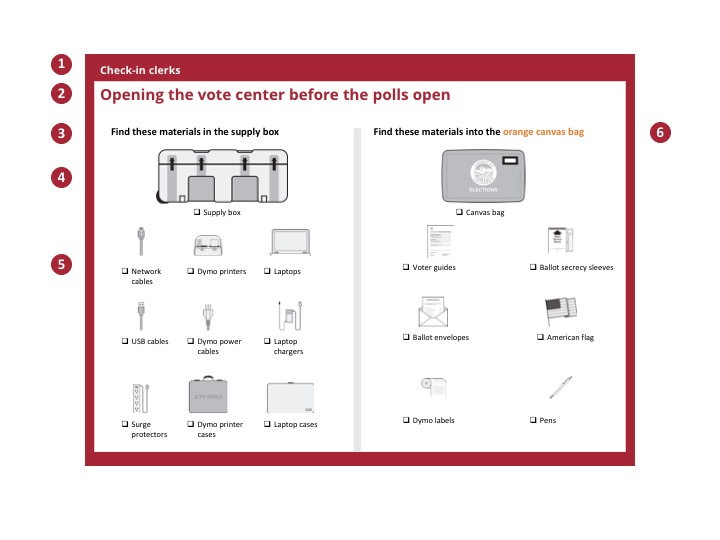 1
Check-in clerks
2
Opening the vote center before the polls open
3
Find these materials in the supply box
Find these materials into the orange canvas bag
6
4
ELECTIONS
☐ Supply box
☐ Canvas bag
5
☐ Network
cables
☐ Dymo printers
☐ Laptops
☐ Voter guides
☐ Ballot secrecy sleeves
☐ USB cables
☐ Dymo power
cables
☐ Laptop
chargers
☐ Ballot envelopes
☐ American flag
DYMO
☐ Surge
protectors
☐ Dymo printer
cases
☐ Laptop cases
☐ Dymo labels
☐ Pens